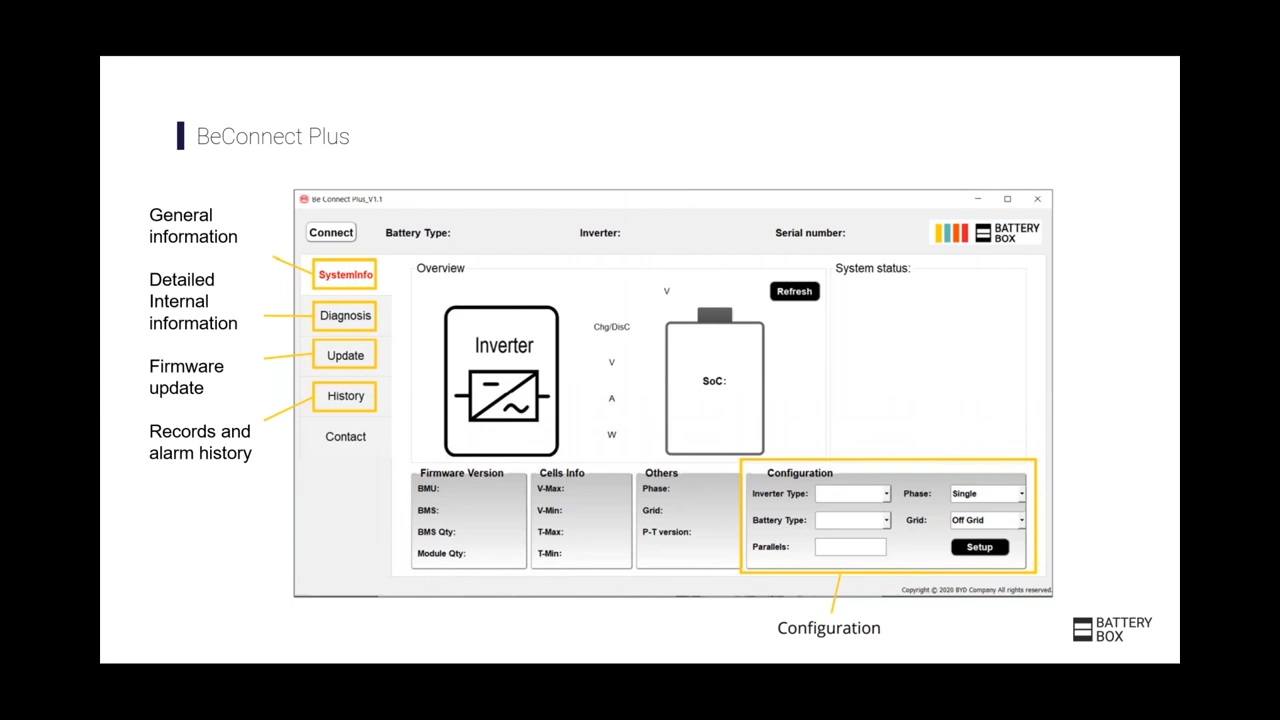 BeConnect Plus
General
information
Detailed
Internal
information
Firmware
update
Records and
alarm history
Be Connect Plus_V1.1
Connect
Battery Type:
Inverter:
Serial number:
BATTERY
BOX
SystemInfo
Diagnosis
Update
History
Contact
Overview
V
Refresh
Inverter
Chg/DisC
V
A
W
SoC:
System status:
Firmware Version
BMU:
BMS:
BMS Qty:
Module Qty:
Cells Info
V-Max:
V-Min:
T-Max:
T-Min:
Others
Phase:
Grid:
P-T version:
Configuration
Inverter Type:
Phase: Single
Battery Type:
Grid: Off Grid
Parallels:
Setup
Copyright © 2020 BYD Company All rights reserved.
Configuration
BATTERY
BOX